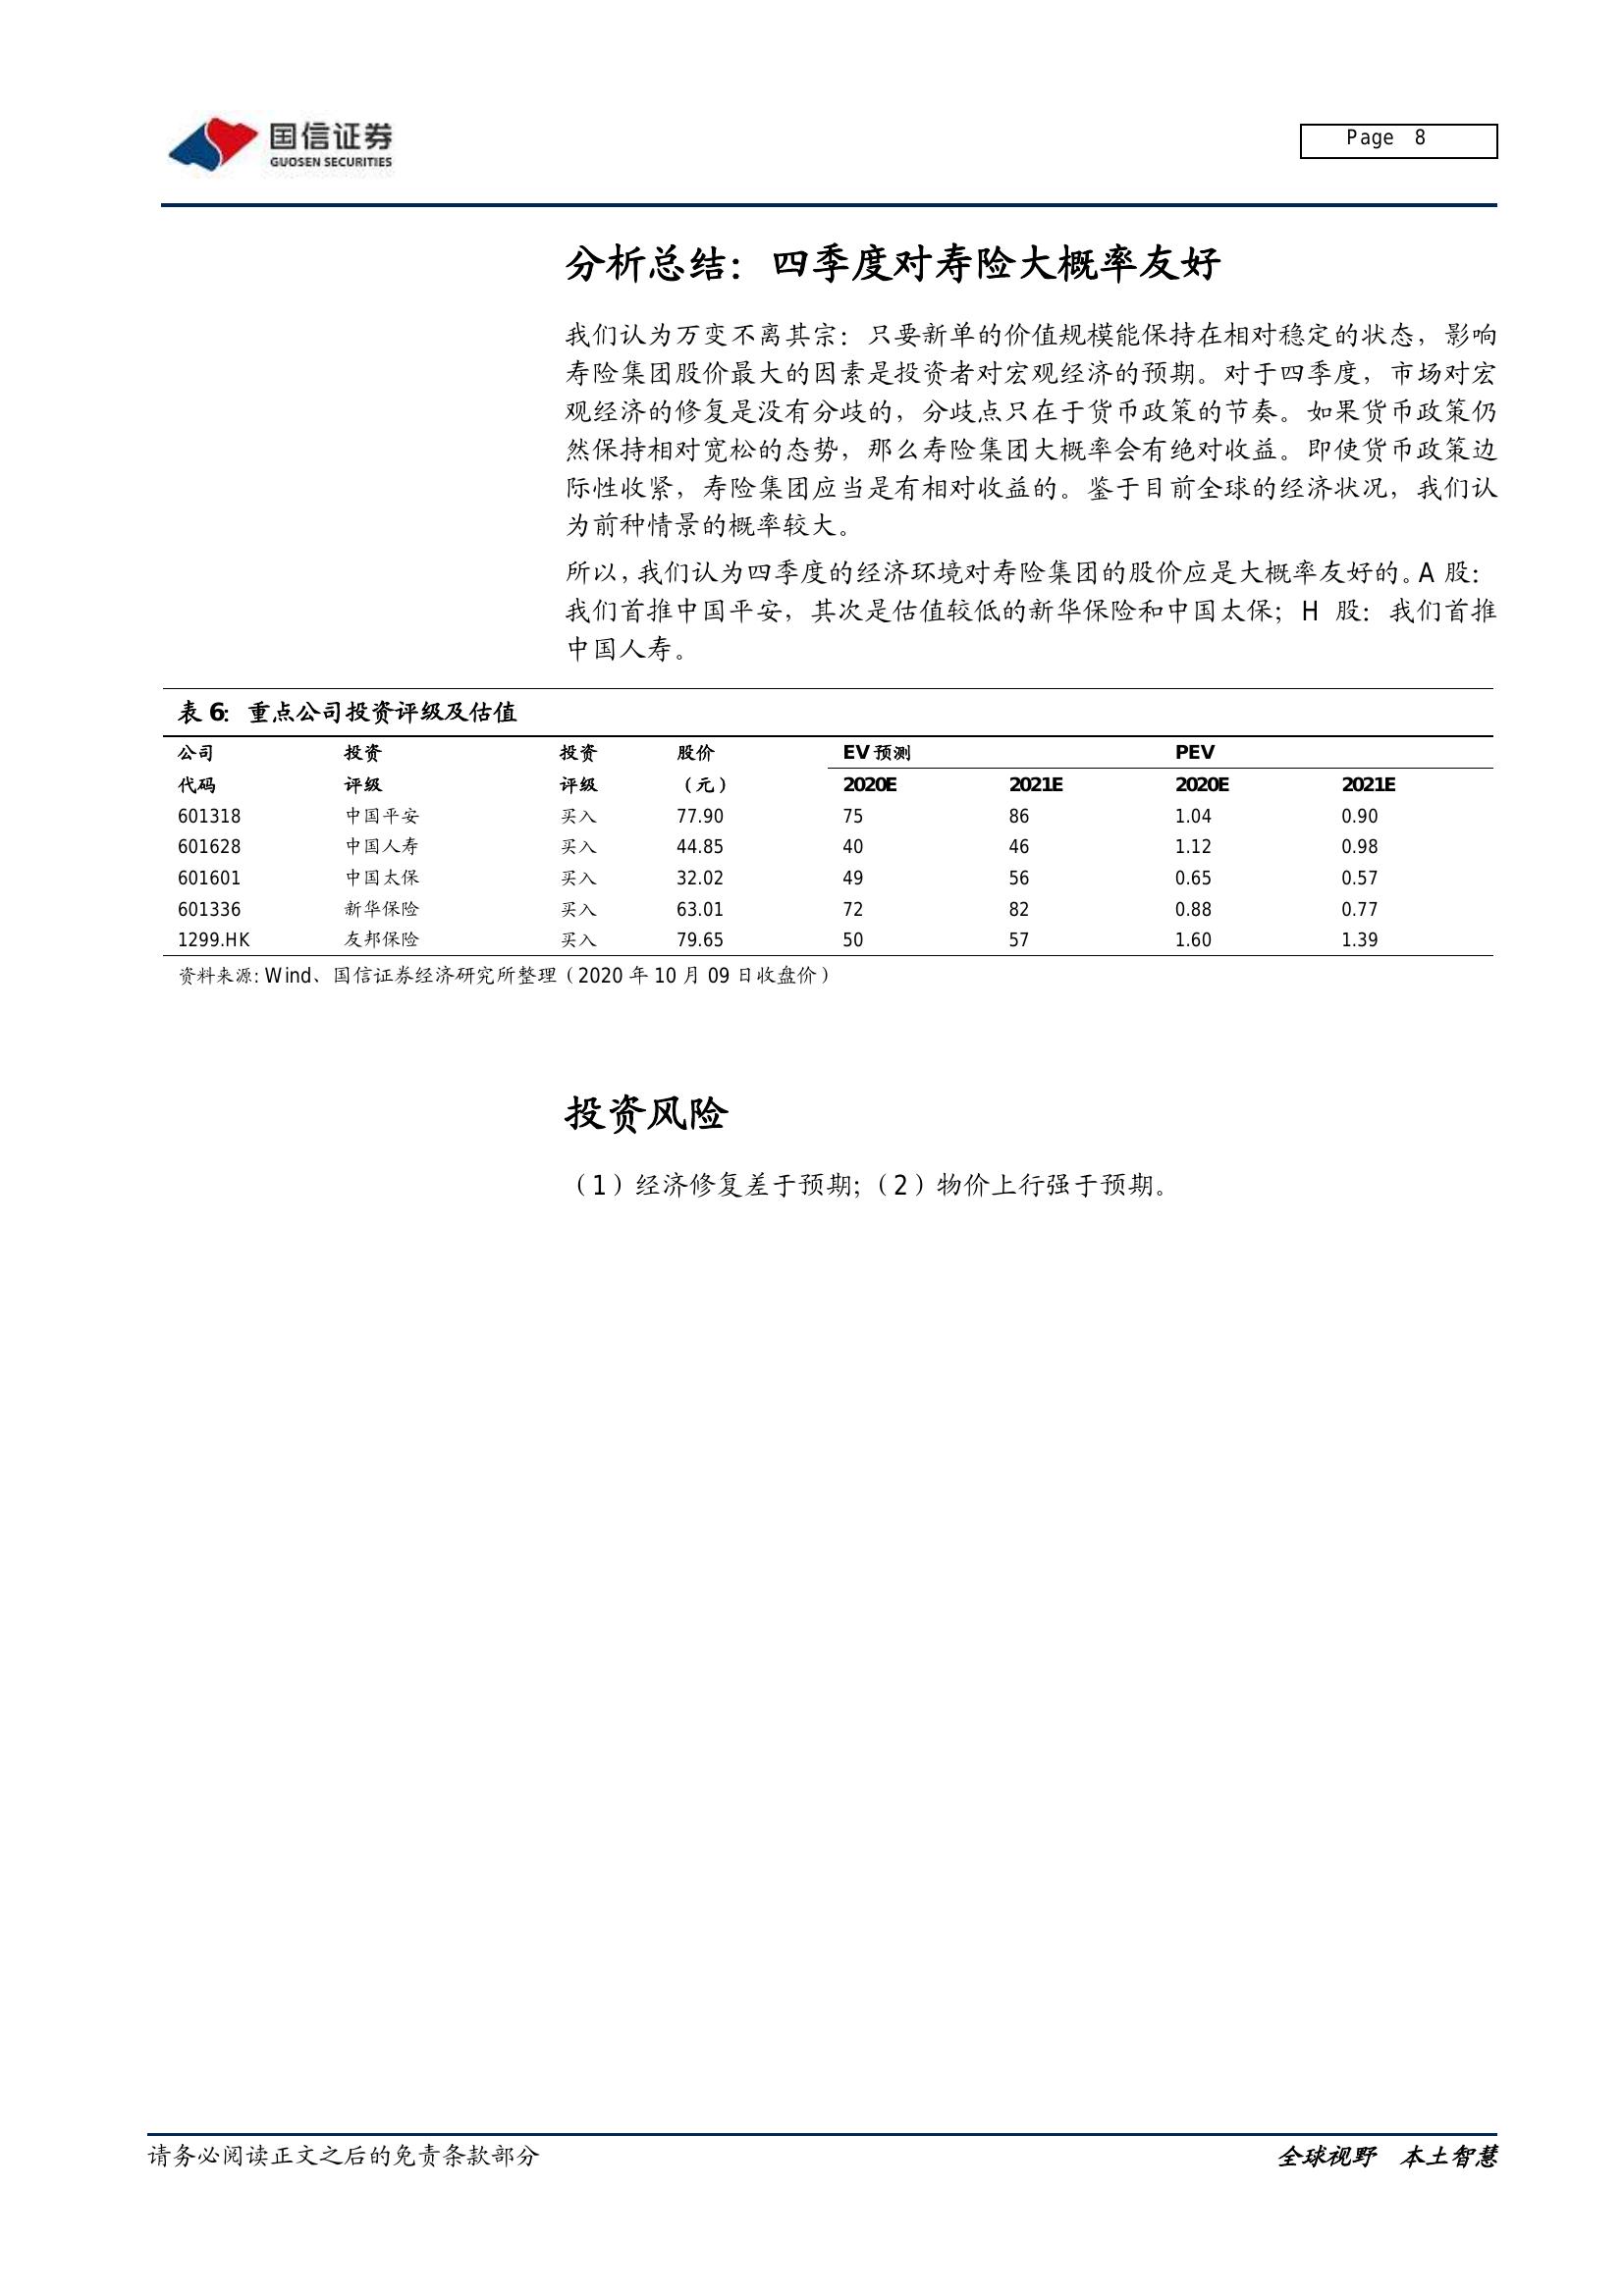 国信证券
GUOSEN SECURITIES
Page 8
分析总结：四季度对寿险大概率友好
我们认为万变不离其宗：只要新单的价值规模能保持在相对稳定的状态，影响
寿险集团股价最大的因素是投资者对宏观经济的预期。对于四季度，市场对宏
观经济的修复是没有分歧的，分歧点只在于货币政策的节奏。如果货币政策仍
然保持相对宽松的态势，那么寿险集团大概率会有绝对收益。即使货币政策边
际性收紧，寿险集团应当是有相对收益的。鉴于目前全球的经济状况，我们认
为前种情景的概率较大。
所以，我们认为四季度的经济环境对寿险集团的股价应是大概率友好的。A 股：
我们首推中国平安，其次是估值较低的新华保险和中国太保；H 股：我们首推
中国人寿。
表 6：重点公司投资评级及估值
公司 投资 投资 股价 EV 预测 PEV
代码 评级 评级 （元） 2020E 2021E 2020E 2021E
601318 中国平安 买入 77.90 75 86 1.04 0.90
601628 中国人寿 买入 44.85 40 46 1.12 0.98
601601 中国太保 买入 32.02 49 56 0.65 0.57
601336 新华保险 买入 63.01 72 82 0.88 0.77
1299.HK 友邦保险 买入 79.65 50 57 1.60 1.39
资料来源: Wind、国信证券经济研究所整理（2020 年 10 月 09 日收盘价）
投资风险
（1）经济修复差于预期；（2）物价上行强于预期。
请务必阅读正文之后的免责条款部分 全球视野 本土智慧